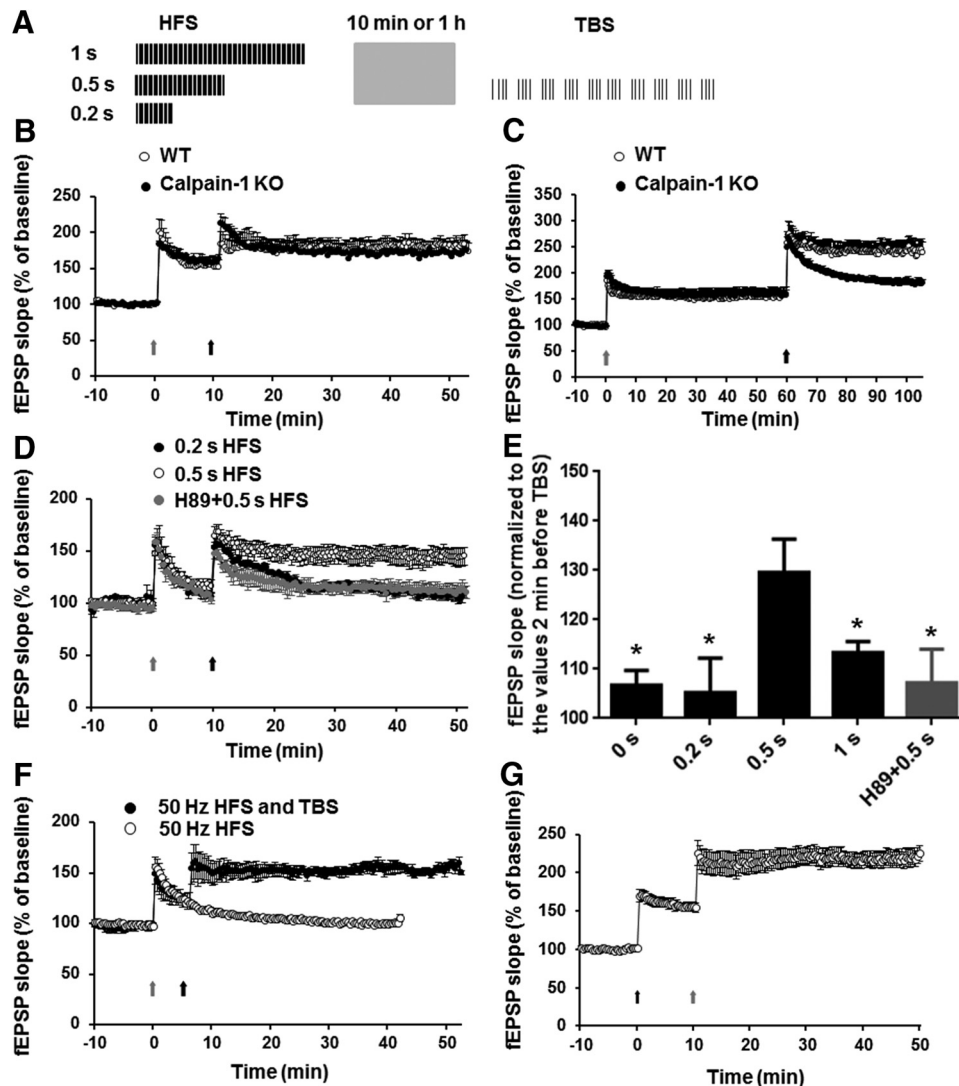 A
HFS
10 min or 1 h
TBS
1 s
0.5 s
0.2 s
B
WT
Calpain-1 KO
fEPSP slope (% of baseline)
250
200
150
100
50
0
-10 0 10 20 30 40 50
Time (min)
C
WT
Calpain-1 KO
fEPSP slope (% of baseline)
350
300
250
200
150
100
50
0
-10 0 10 20 30 40 50 60 70 80 90 100
Time (min)
D
0.2 s HFS
0.5 s HFS
H89+0.5 s HFS
fEPSP slope (% of baseline)
200
150
100
50
0
-10 0 10 20 30 40 50
Time (min)
E
fEPSP slope (normalized to
the values 2 min before TBS)
150
140
130
120
110
100
* * * *
0 s
0.2 s
0.5 s
1 s
H89+0.5 s
F
50 Hz HFS and TBS
50 Hz HFS
fEPSP slope (% of baseline)
200
150
100
50
0
-10 0 10 20 30 40 50
Time (min)
G
fEPSP slope (% of baseline)
250
200
150
100
50
0
-10 0 10 20 30 40 50
Time (min)